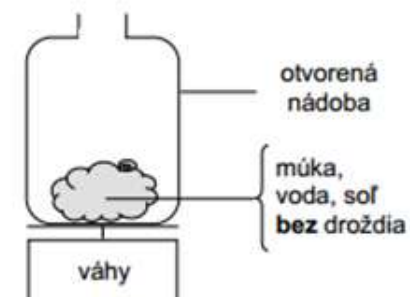 otvorená
nádoba
múka,
voda, soľ
bez droždia
váhy